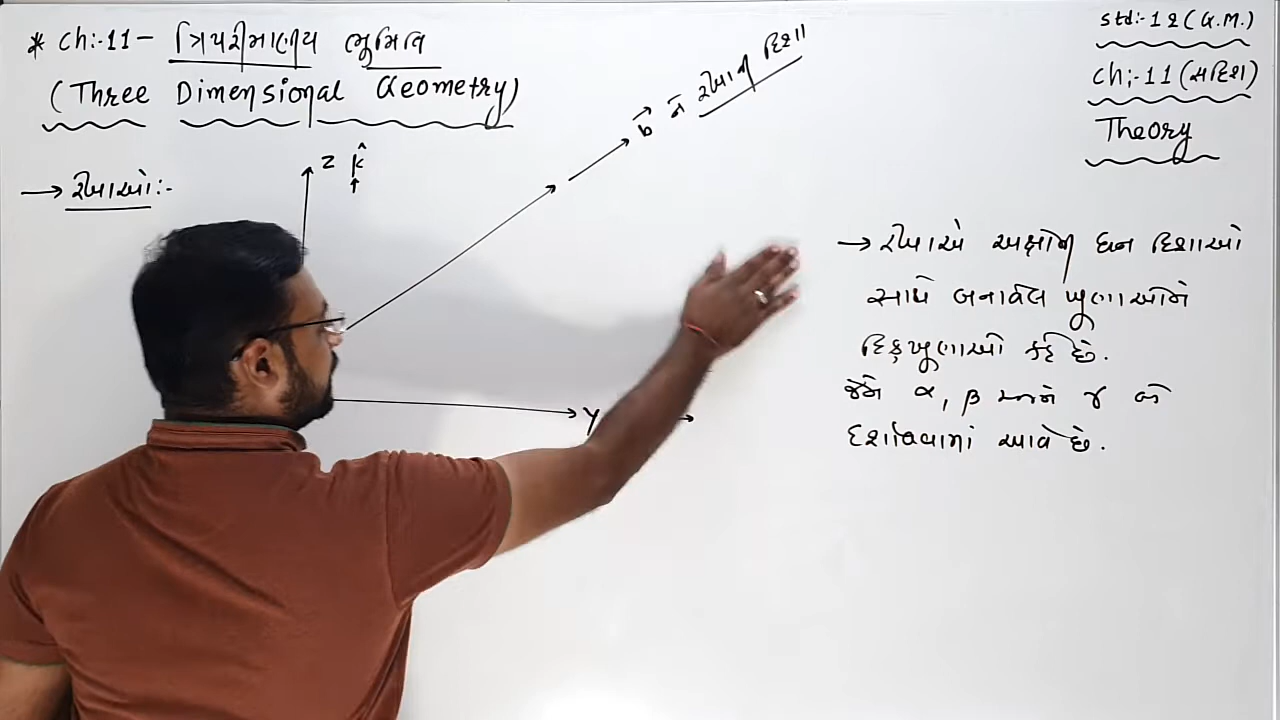 * Ch:-11- ત્રિપરીમાણીય ભુમિતિ
(Three Dimensional Geometry)
→ રેખાઓ:-
z k̂
b⃗ ને રેખાની દિશા
y
std:-12(G.M.)
Ch:-11(સદિશ)
Theory
→ રેખાએ અક્ષોની ધન દિશાઓ
સાથે બનાવેલ ખુણાઓને
દિક્ખુણાઓ કહે છે.
જેને α, β અને γ વડે
દર્શાવવામાં આવે છે.